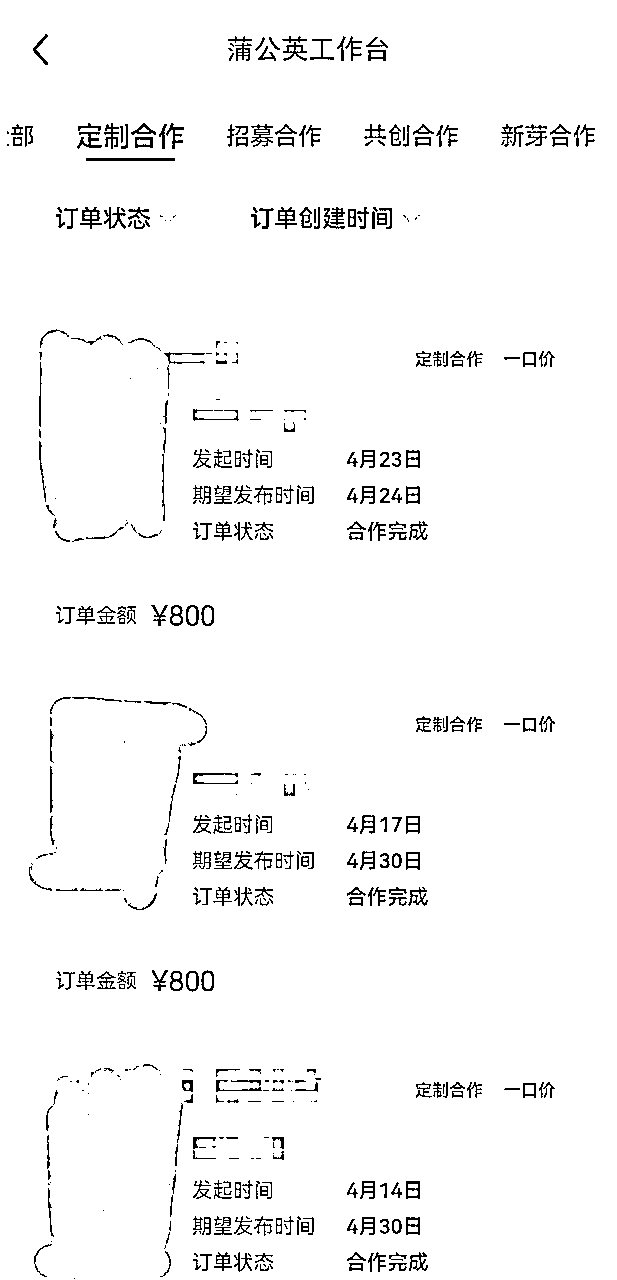 蒲公英工作台
部 定制合作 招募合作 共创合作 新芽合作
订单状态 订单创建时间
定制合作 一口价
发起时间 4月23日
期望发布时间 4月24日
订单状态 合作完成
订单金额 ¥800
定制合作 一口价
发起时间 4月17日
期望发布时间 4月30日
订单状态 合作完成
订单金额 ¥800
定制合作 一口价
发起时间 4月14日
期望发布时间 4月30日
订单状态 合作完成